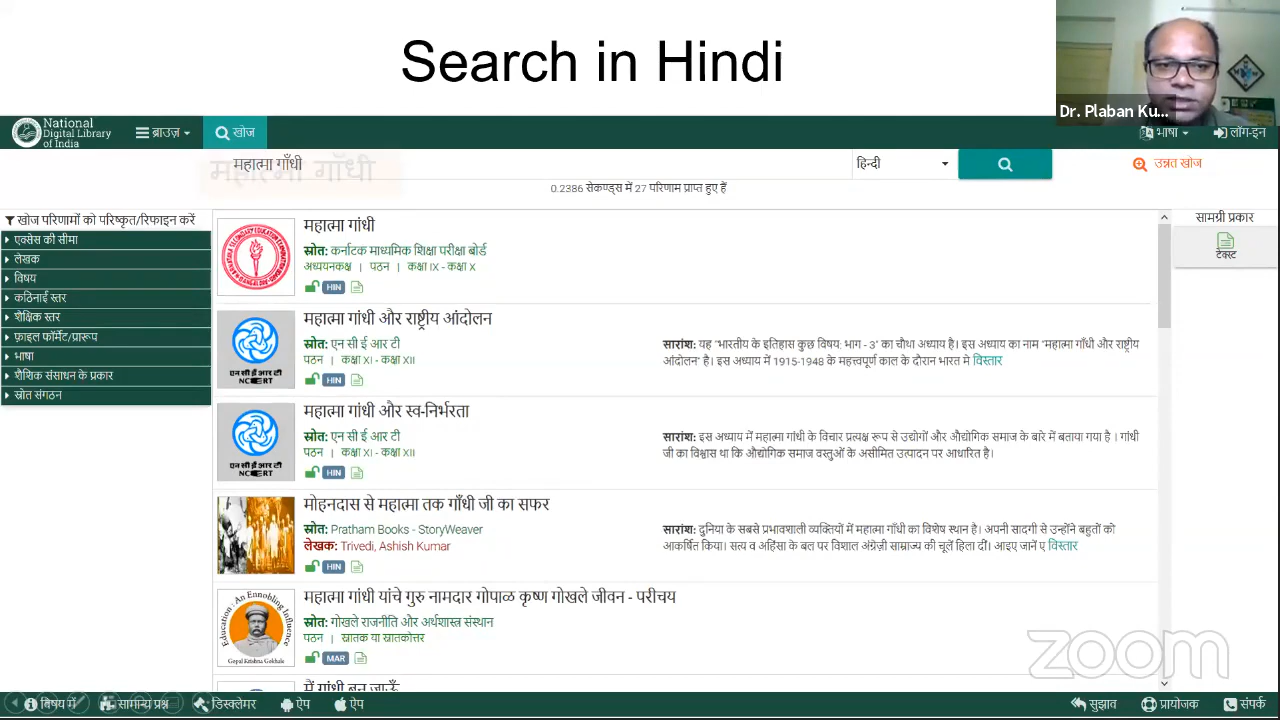 Search in Hindi
Dr. Plaban Ku...
National
Digital Library
of India
ब्राउज़
खोज
भाषा
लॉग-इन
महात्मा गाँधी
महात्मा गाँधी
हिन्दी
उन्नत खोज
0.2386 सेकण्ड्स में 27 परिणाम प्राप्त हुए हैं
खोज परिणामों को परिष्कृत/रिफाइन करें
एक्सेस की सीमा
लेखक
विषय
कठिनाई स्तर
शैक्षिक स्तर
फ़ाइल फॉर्मेट/प्रारूप
भाषा
शैक्षिक संसाधन के प्रकार
स्रोत संगठन
महात्मा गांधी
स्रोत: कर्नाटक माध्यमिक शिक्षा परीक्षा बोर्ड
अध्ययनकक्ष | पठन | कक्षा IX - कक्षा X
HIN
महात्मा गांधी और राष्ट्रीय आंदोलन
स्रोत: एन सी ई आर टी
पठन | कक्षा XI - कक्षा XII
HIN
सारांश: यह 'भारतीय के इतिहास कुछ विषय: भाग - 3' का चौथा अध्याय है। इस अध्याय का नाम 'महात्मा गाँधी और राष्ट्रीय
आंदोलन' है। इस अध्याय में 1915-1948 के महत्त्वपूर्ण काल के दौरान भारत मे विस्तार
एन सी ई आर टी
NCERT
महात्मा गांधी और स्व-निर्भरता
स्रोत: एन सी ई आर टी
पठन | कक्षा XI - कक्षा XII
HIN
सारांश: इस अध्याय में महात्मा गांधी के विचार प्रत्यक्ष रूप से उद्योगों और औद्योगिक समाज के बारे में बताया गया है । गांधी
जी का विश्वास था कि औद्योगिक समाज वस्तुओं के असीमित उत्पादन पर आधारित है।
एन सी ई आर टी
NCERT
मोहनदास से महात्मा तक गाँधी जी का सफर
स्रोत: Pratham Books - StoryWeaver
लेखक: Trivedi, Ashish Kumar
HIN
सारांश: दुनिया के सबसे प्रभावशाली व्यक्तियों में महात्मा गाँधी का विशेष स्थान है। अपनी सादगी से उन्होंने बहुतों को
आकर्षित किया। सत्य व अहिंसा के बल पर विशाल अंग्रेज़ी साम्राज्य की चूलें हिला दीं। आइए जानें ए विस्तार
महात्मा गांधी यांचे गुरु नामदार गोपाळ कृष्ण गोखले जीवन - परीचय
स्रोत: गोखले राजनीति और अर्थशास्त्र संस्थान
पठन | स्नातक या स्नातकोत्तर
MAR
Education : An Ennobling Influence
Gopal Krishna Gokhale
मैं गांधी बन जाऊँ
सामग्री प्रकार
टेक्स्ट
zoom
विषय में
सामान्य प्रश्न
डिस्क्लेमर
ऐप
ऐप
सुझाव
प्रायोजक
संपर्क